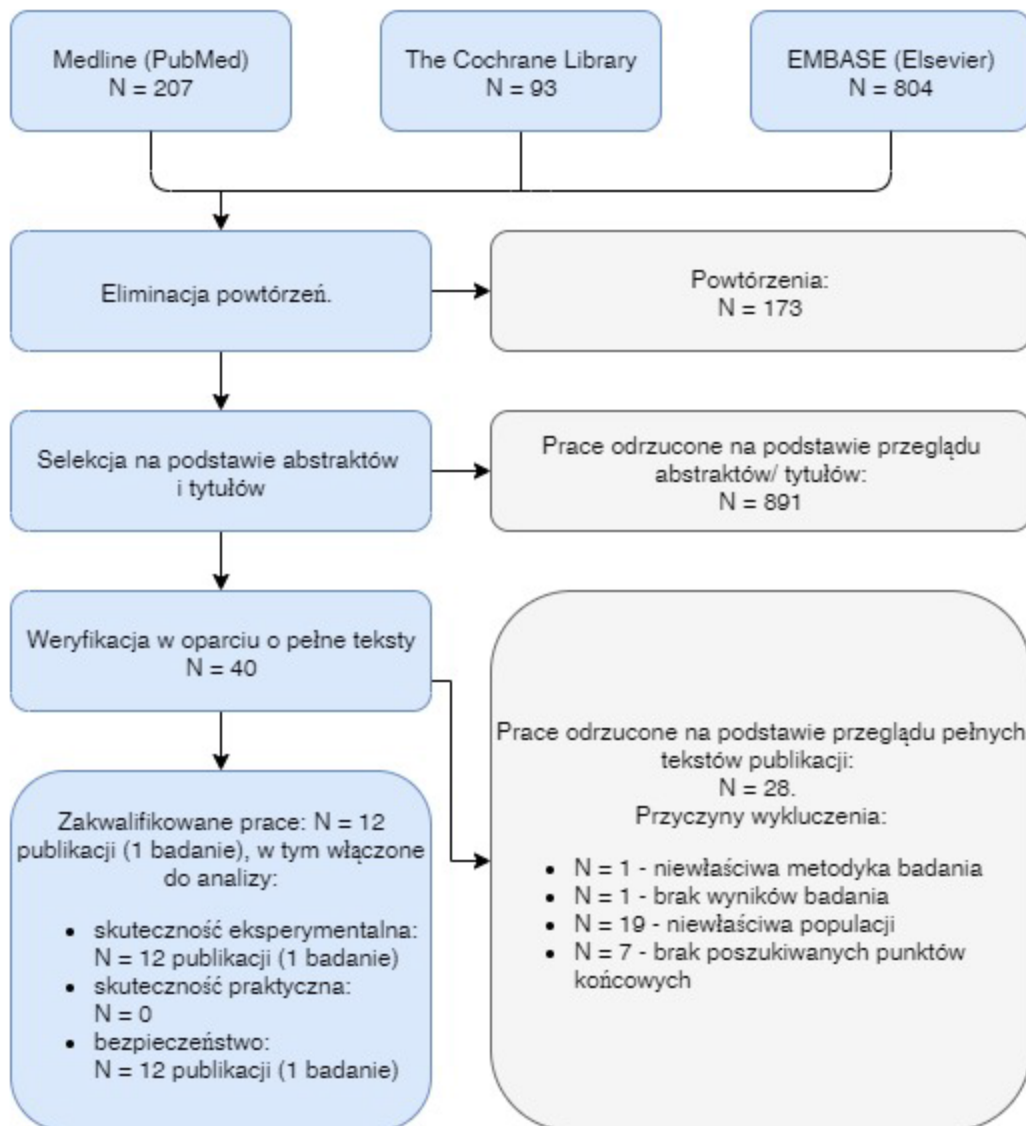 Medline (PubMed)
N = 207
The Cochrane Library
N = 93
EMBASE (Elsevier)
N = 804
Eliminacja powtórzeń.
Powtórzenia:
N = 173
Selekcja na podstawie abstraktów
i tytułów
Prace odrzucone na podstawie przeglądu
abstraktów/ tytułów:
N = 891
Weryfikacja w oparciu o pełne teksty
N = 40
Prace odrzucone na podstawie przeglądu pełnych
tekstów publikacji:
N = 28.
Przyczyny wykluczenia:
• N = 1 - niewłaściwa metodyka badania
• N = 1 - brak wyników badania
• N = 19 - niewłaściwa populacji
• N = 7 - brak poszukiwanych punktów
końcowych
Zakwalifikowane prace: N = 12
publikacji (1 badanie), w tym włączone
do analizy:
• skuteczność eksperymentalna:
N = 12 publikacji (1 badanie)
• skuteczność praktyczna:
N = 0
• bezpieczeństwo:
N = 12 publikacji (1 badanie)